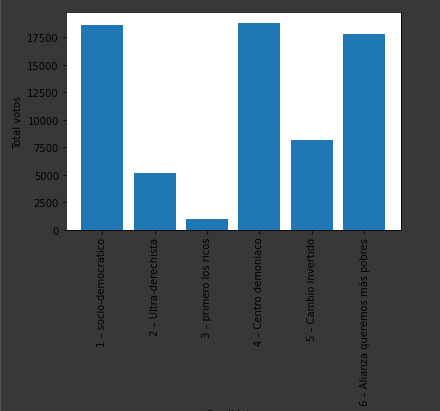 17500
15000
12500
10000
7500
5000
2500
0
Total votos
1 – socio-democratico
2 – Ultra-derechista
3 – primero los ricos
4 – Centro demoniaco
5 – Cambio invertido
6 – Alianza queremos más pobres